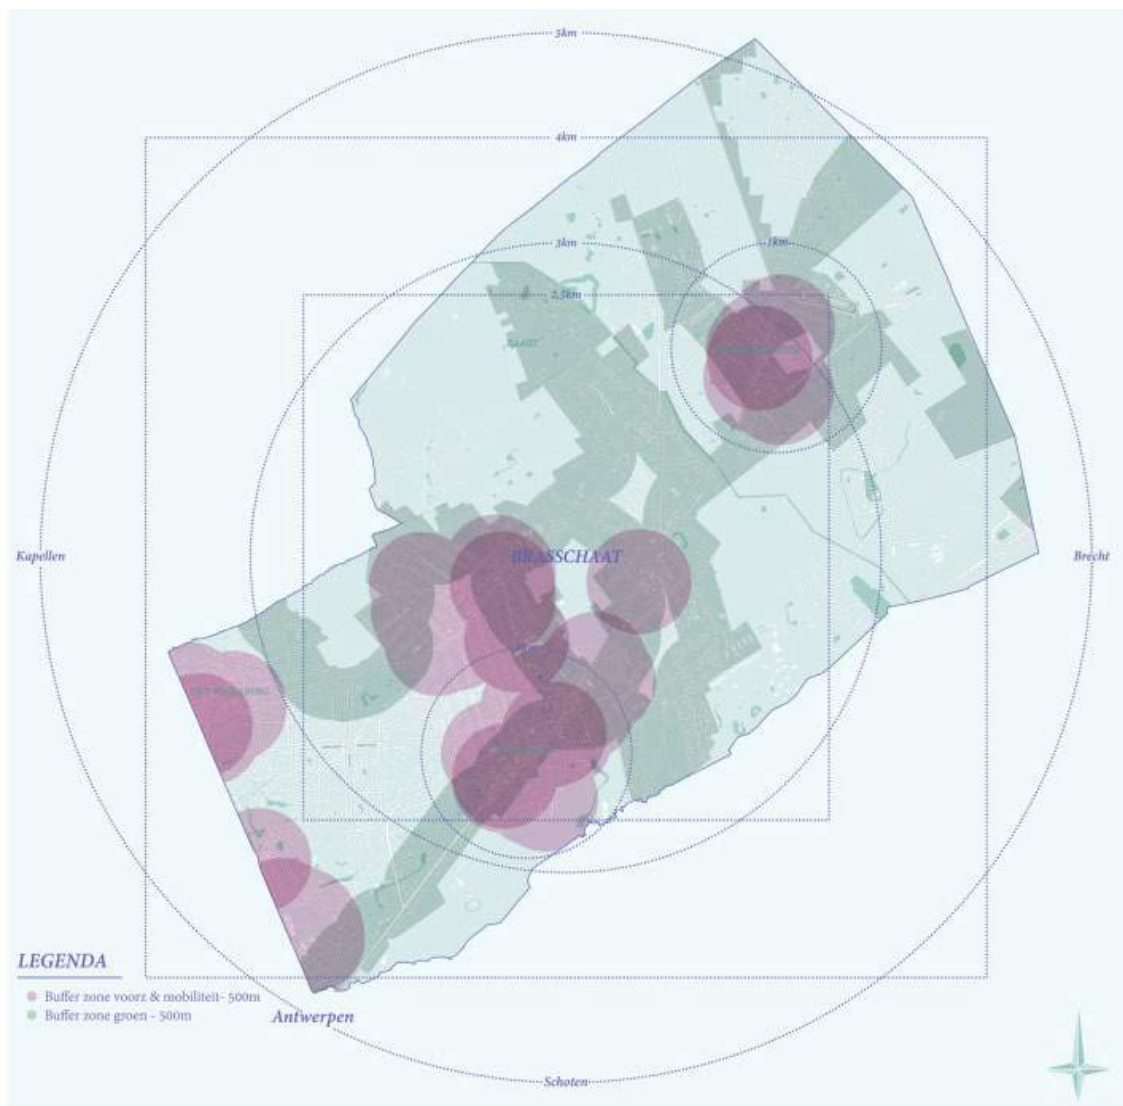 5km
4km
3km
1km
2,5km
BRASSCHAAT
Kapellen
Brecht
LEGENDA
Buffer zone voorz & mobiliteit- 500m
Buffer zone groen - 500m
Antwerpen
Schoten